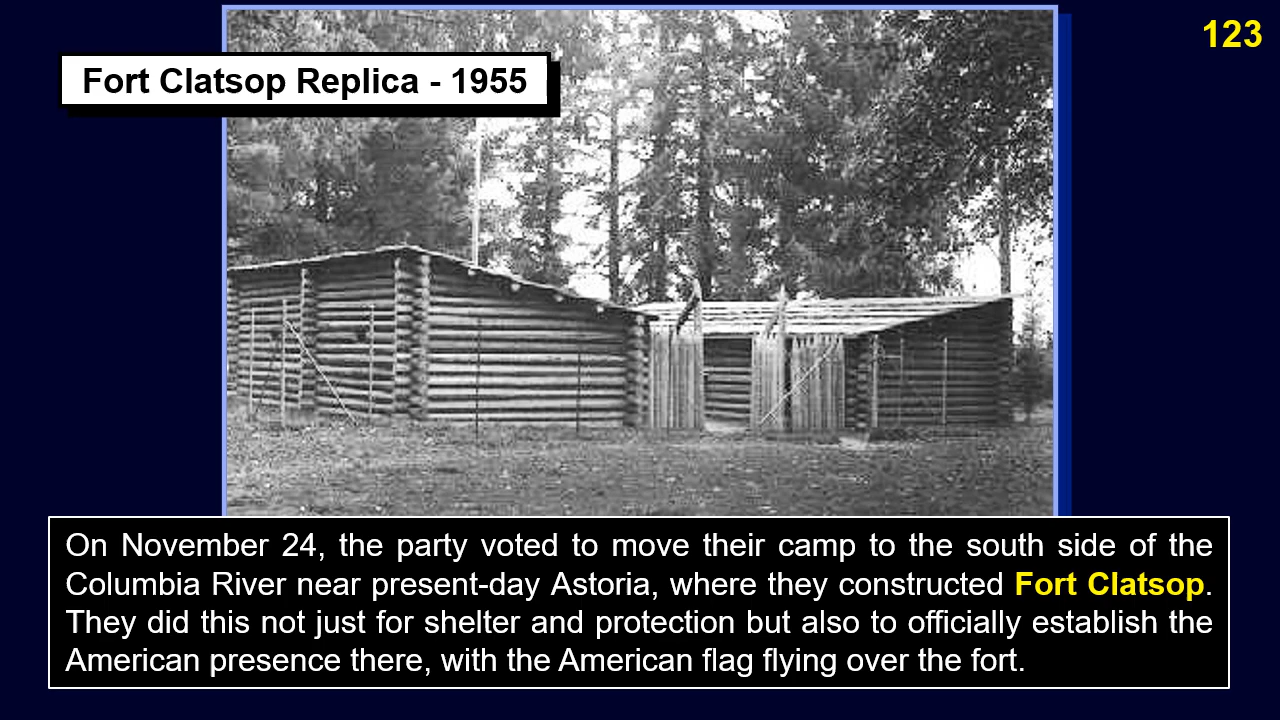 123
Fort Clatsop Replica - 1955
On November 24, the party voted to move their camp to the south side of the
Columbia River near present-day Astoria, where they constructed Fort Clatsop.
They did this not just for shelter and protection but also to officially establish the
American presence there, with the American flag flying over the fort.